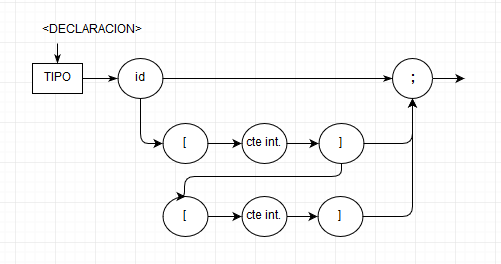 <DECLARACION>
TIPO id ;
[ cte int. ]
[ cte int. ]